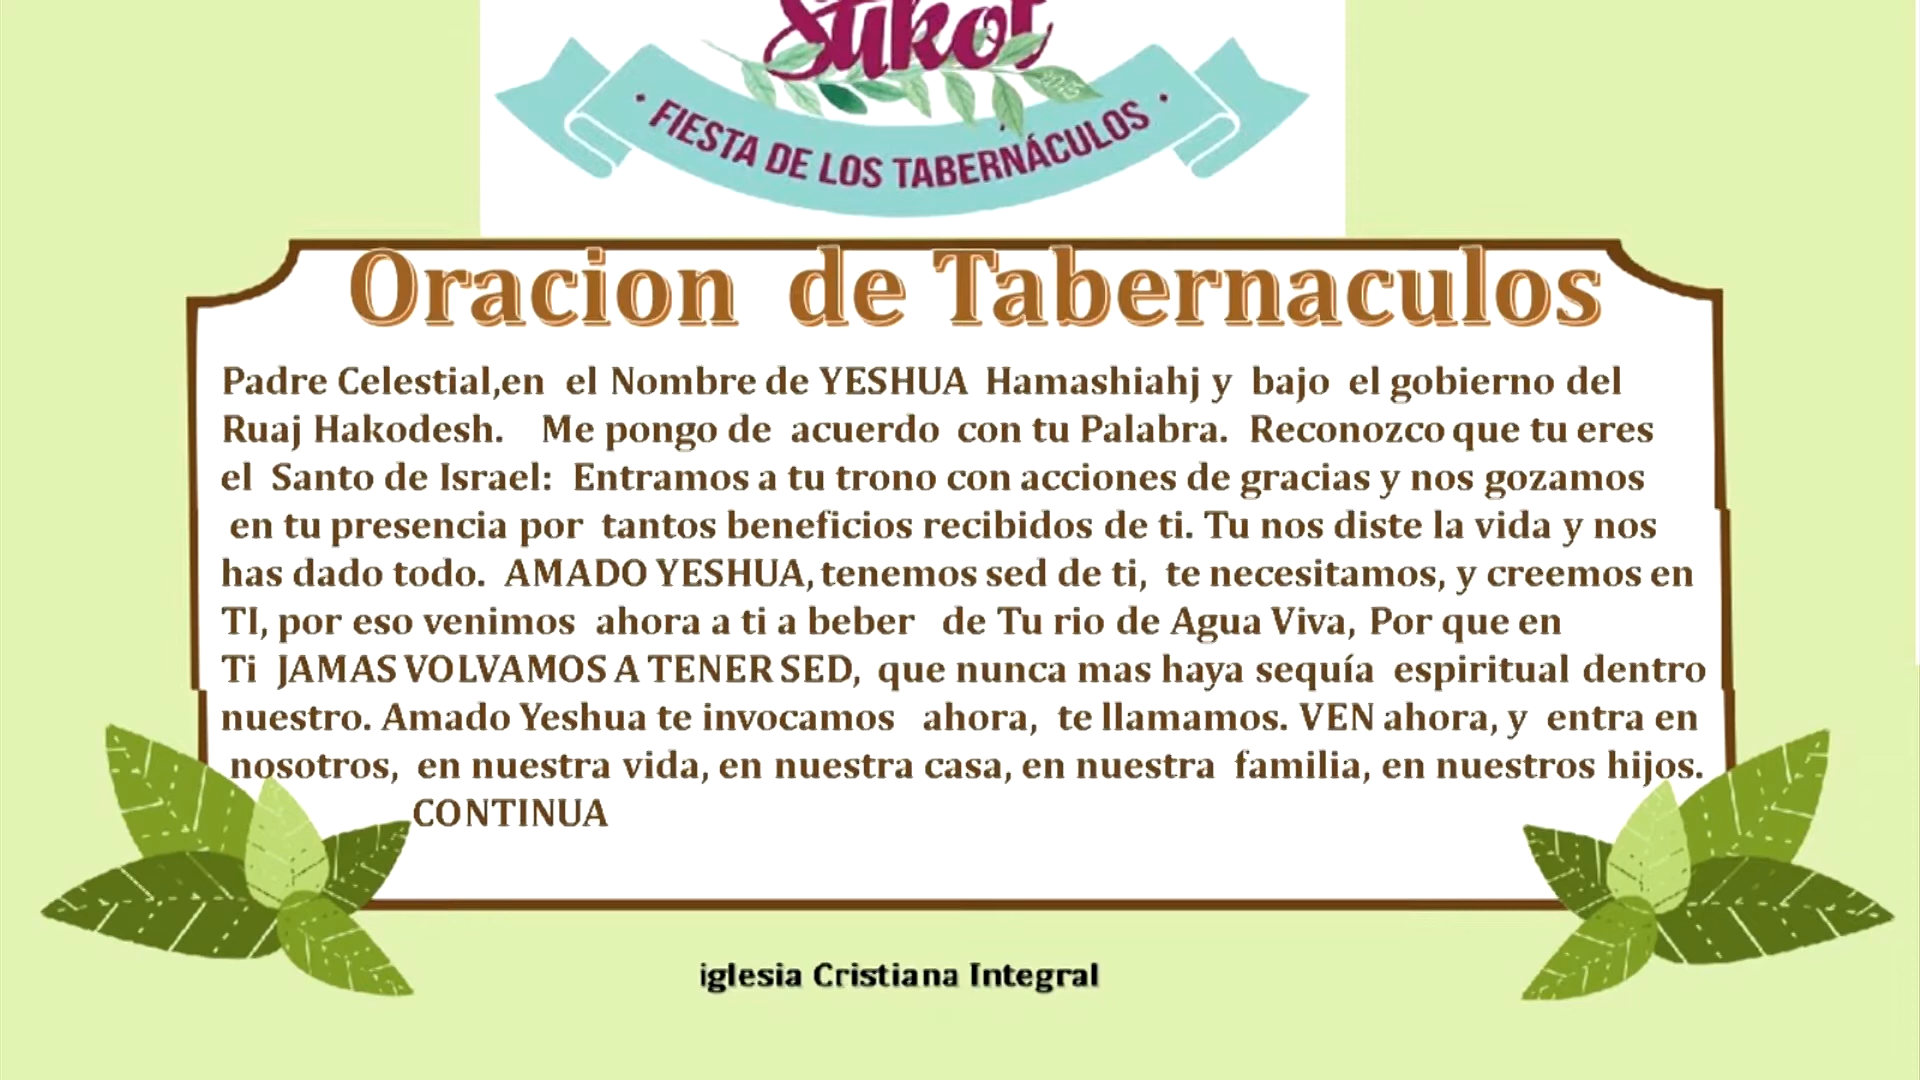 Sukot
2025
• FIESTA DE LOS TABERNÁCULOS •
Oracion de Tabernaculos
Padre Celestial,en el Nombre de YESHUA Hamashiahj y bajo el gobierno del
Ruaj Hakodesh. Me pongo de acuerdo con tu Palabra. Reconozco que tu eres
el Santo de Israel: Entramos a tu trono con acciones de gracias y nos gozamos
en tu presencia por tantos beneficios recibidos de ti. Tu nos diste la vida y nos
has dado todo. AMADO YESHUA, tenemos sed de ti, te necesitamos, y creemos en
TI, por eso venimos ahora a ti a beber de Tu rio de Agua Viva, Por que en
Ti JAMAS VOLVAMOS A TENER SED, que nunca mas haya sequía espiritual dentro
nuestro. Amado Yeshua te invocamos ahora, te llamamos. VEN ahora, y entra en
nosotros, en nuestra vida, en nuestra casa, en nuestra familia, en nuestros hijos.
CONTINUA
iglesia Cristiana Integral